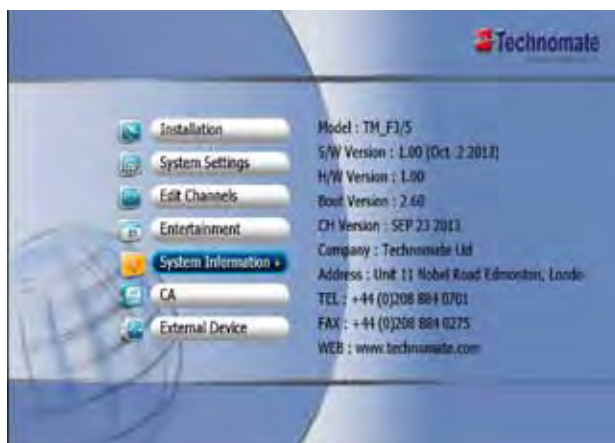 Technomate
Installation
System Settings
Edit Channels
Entertainment
System Information
CA
External Device
Model : TM_F3/5
S/W Version : 1.00 (Oct 2 2013)
H/W Version : 1.00
Boot Version : 2.60
CH Version : SEP 23 2013
Company : Technomate Ltd
Address : Unit 11 Nobel Road Edmonton, Londo
TEL : +44 (0)208 884 0701
FAX : +44 (0)208 884 0275
WEB : www.technomate.com